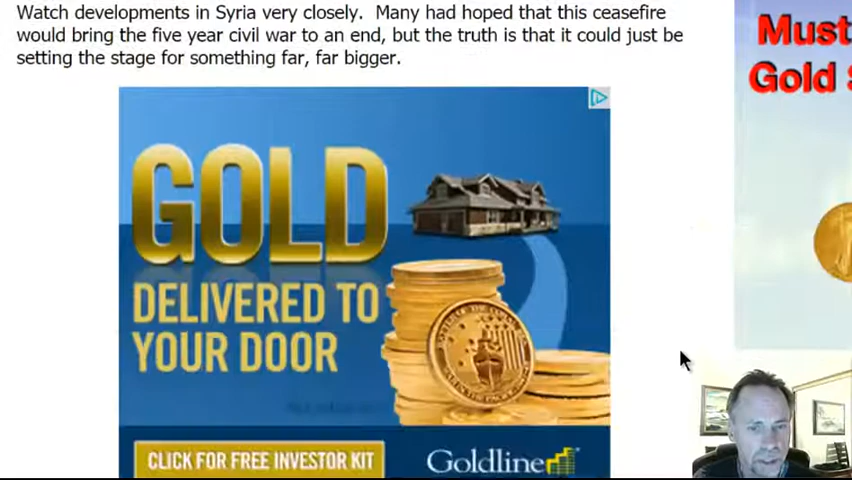 Watch developments in Syria very closely. Many had hoped that this ceasefire
would bring the five year civil war to an end, but the truth is that it could just be
setting the stage for something far, far bigger.
Must
Gold S
GOLD
DELIVERED TO
YOUR DOOR
CLICK FOR FREE INVESTOR KIT
Goldline